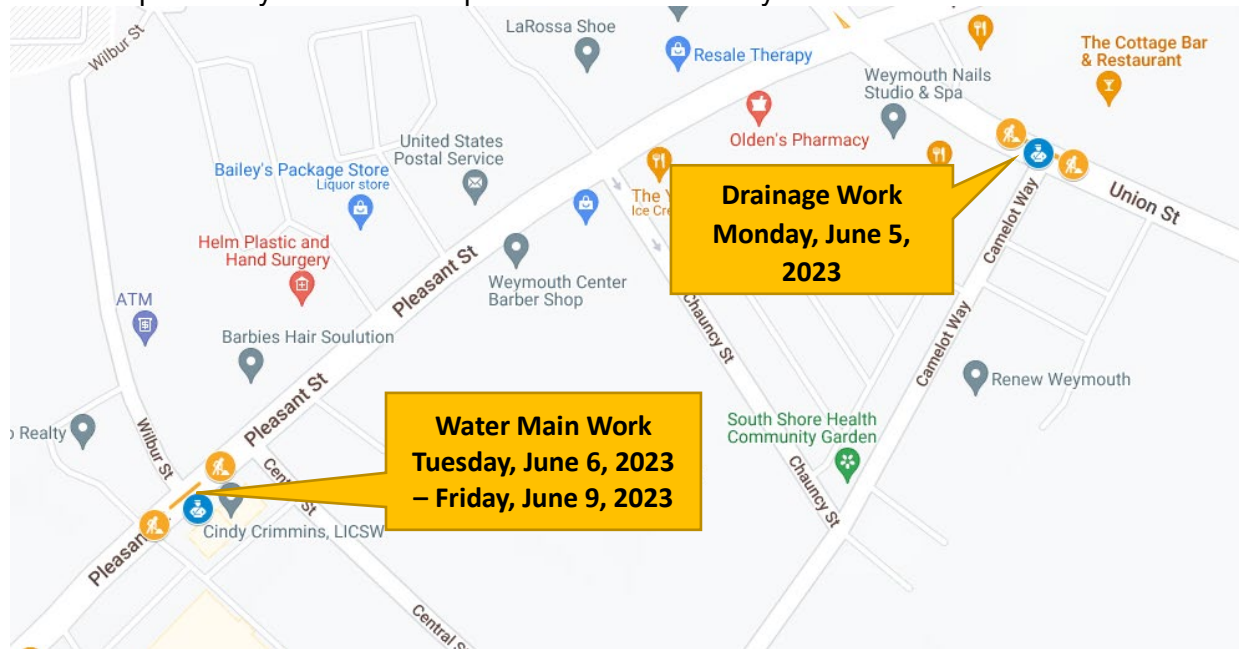 Wilbur St
LaRossa Shoe
Resale Therapy
The Cottage Bar
& Restaurant
Weymouth Nails
Studio & Spa
Olden's Pharmacy
United States
Postal Service
Bailey's Package Store
Liquor store
The Y
Ice Cre
Drainage Work
Monday, June 5,
2023
Union St
Camelot Way
Helm Plastic and
Hand Surgery
Pleasant St
Weymouth Center
Barber Shop
ATM
Chauncy St
Camelot Way
Barbies Hair Soulution
Renew Weymouth
Pleasant St
Water Main Work
Tuesday, June 6, 2023
– Friday, June 9, 2023
South Shore Health
Community Garden
o Realty
Wilbur St
Chauncy St
Cindy Crimmins, LICSW
Pleasant
Central S